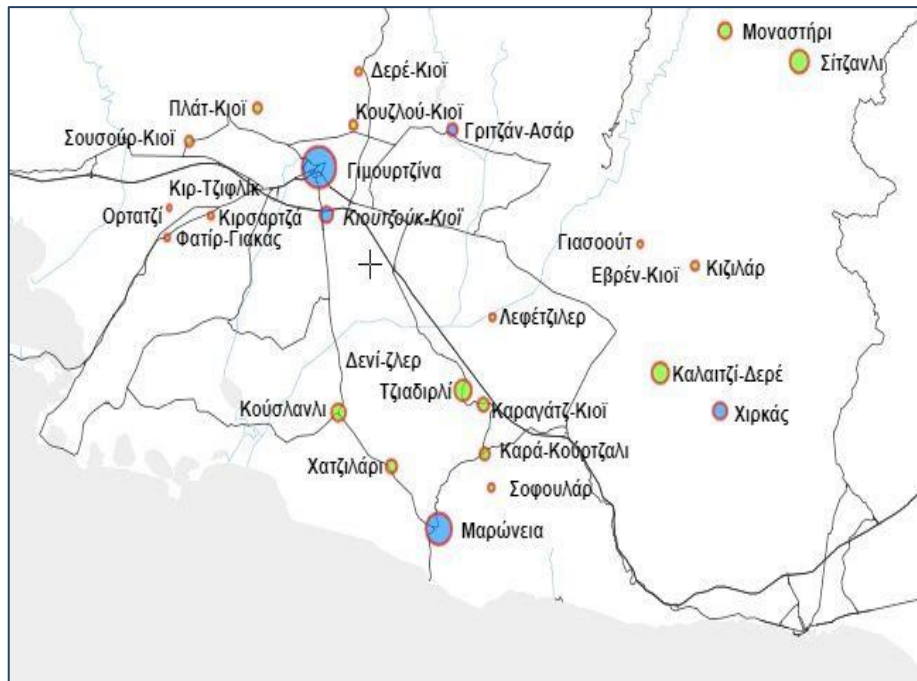 Μοναστήρι
Σίτζανλι
Δερέ-Κιοϊ
Πλάτ-Κιοϊ
Κουζλού-Κιοϊ
Γριτζάν-Ασάρ
Σουσούρ-Κιοϊ
Γιμουρτζίνα
Κιρ-Τζιφλίκ
Ορτατζί
Κιρσαρτζά
Κιουτζούκ-Κιοϊ
Φατίρ-Γιακάς
Γιασοούτ
Εβρέν-Κιοϊ
Κιζιλάρ
Λεφέτζιλερ
Δενί-ζλερ
Τζιαδιρλί
Καλαιτζί-Δερέ
Κούσλανλι
Καραγάτζ-Κιοϊ
Χιρκάς
Καρά-Κούρτζαλι
Χατζιλάρι
Σοφουλάρ
Μαρώνεια